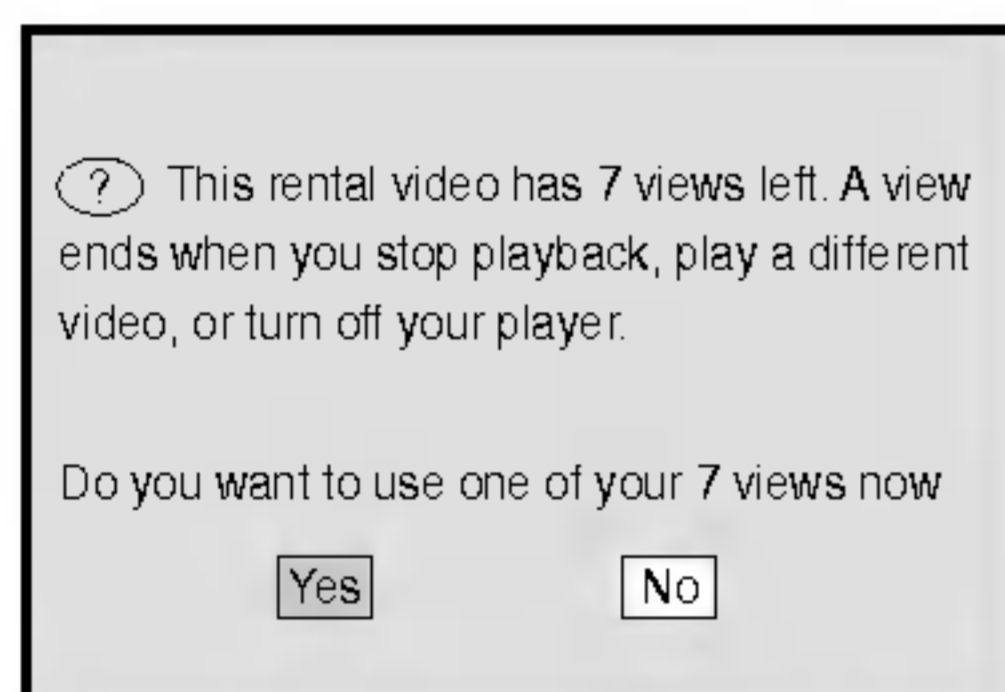 ? This rental video has 7 views left. A view
ends when you stop playback, play a different
video, or turn off your player.
Do you want to use one of your 7 views now
Yes No